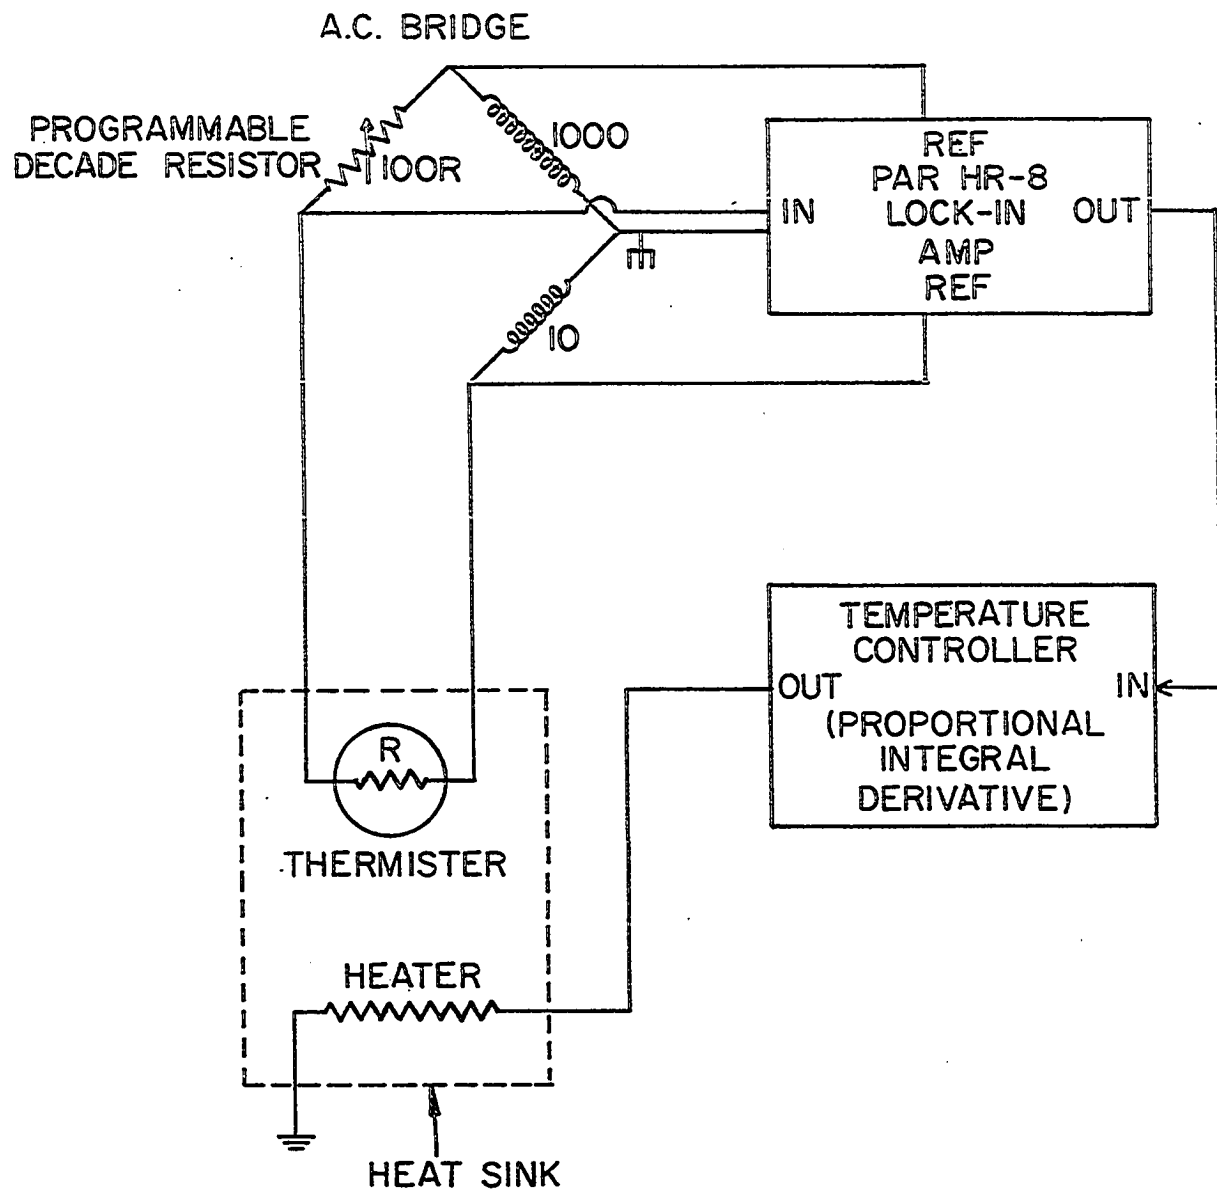 A.C. BRIDGE
PROGRAMMABLE
DECADE RESISTOR
100R
1000
10
REF
PAR HR-8
LOCK-IN
AMP
REF
IN
OUT
TEMPERATURE
CONTROLLER
OUT
IN
(PROPORTIONAL
INTEGRAL
DERIVATIVE)
R
THERMISTER
HEATER
HEAT SINK